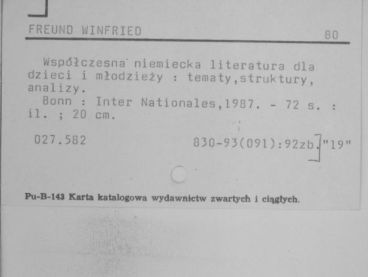 FREUND WINFRIED 80
Współczesna niemiecka literatura dla
dzieci i młodzieży : tematy,struktury,
analizy.
Bonn : Inter Nationales,1987. - 72 s. :
il. ; 20 cm.
027.582 830-93(091):92zb."19"
Pu-B-143 Karta katalogowa wydawnictw zwartych i ciągłych.